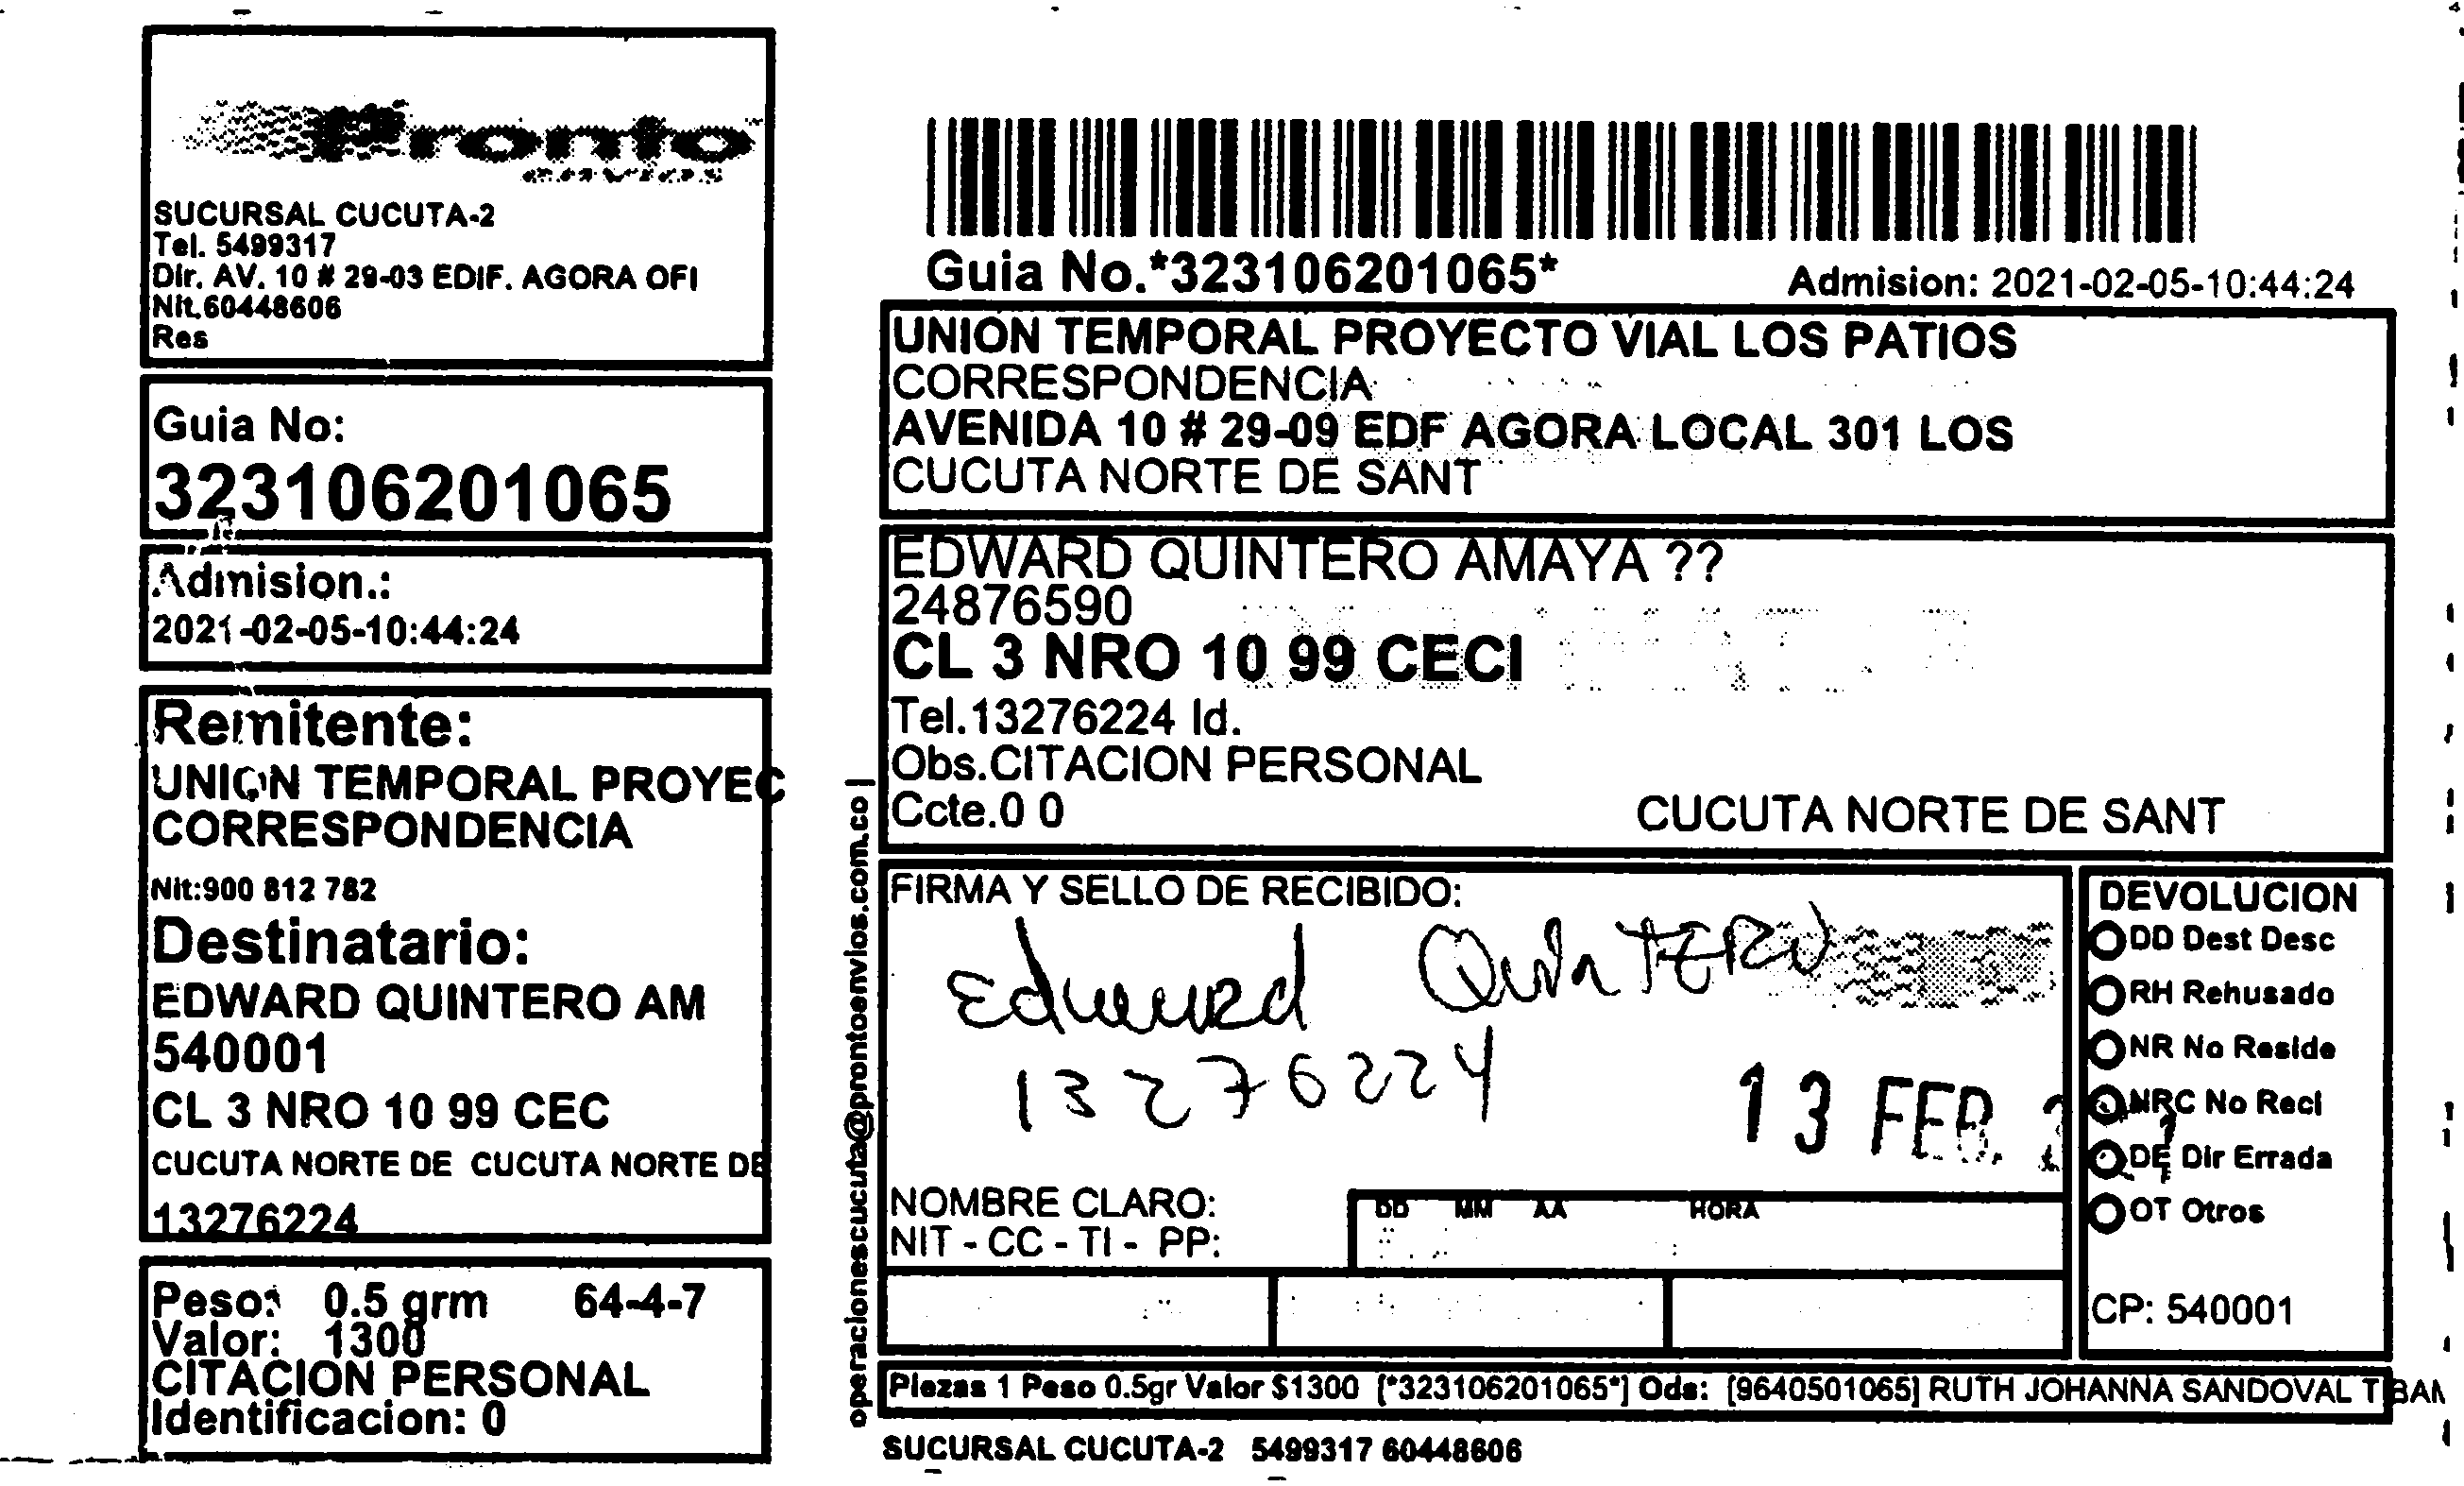 Pronto
SUCURSAL CUCUTA-2
Tel. 5499317
Dir. AV. 10 # 29-03 EDIF. AGORA OFI
Nit.60448606
Res
Guia No:
323106201065
Admision.:
2021-02-05-10:44:24
Remitente:
UNION TEMPORAL PROYEC
CORRESPONDENCIA
Nit:900 812 782
Destinatario:
EDWARD QUINTERO AM
540001
CL 3 NRO 10 99 CEC
CUCUTA NORTE DE CUCUTA NORTE DE
13276224
Peso: 0.5 grm 64-4-7
Valor: 1300
CITACION PERSONAL
Identificacion: 0
Guia No.*323106201065*
Admision: 2021-02-05-10:44:24
UNION TEMPORAL PROYECTO VIAL LOS PATIOS
CORRESPONDENCIA
AVENIDA 10 # 29-09 EDF AGORA LOCAL 301 LOS
CUCUTA NORTE DE SANT
EDWARD QUINTERO AMAYA ??
24876590
CL 3 NRO 10 99 CECI
Tel.13276224 Id.
Obs.CITACION PERSONAL
Ccte.0 0 CUCUTA NORTE DE SANT
operacionescucuta@prontoenvios.com.co |
FIRMA Y SELLO DE RECIBIDO:
Edward Quintero
13276224
13 FEB.
NOMBRE CLARO:
NIT - CC - TI - PP:
DD MM AA HORA
DEVOLUCION
DD Dest Desc
RH Rehusado
NR No Reside
NRC No Reci
DE Dir Errada
OT Otros
CP: 540001
Piezas 1 Peso 0.5gr Valor $1300 [*323106201065*] Ods: [9640501065] RUTH JOHANNA SANDOVAL TIBAM
SUCURSAL CUCUTA-2 5499317 60448606